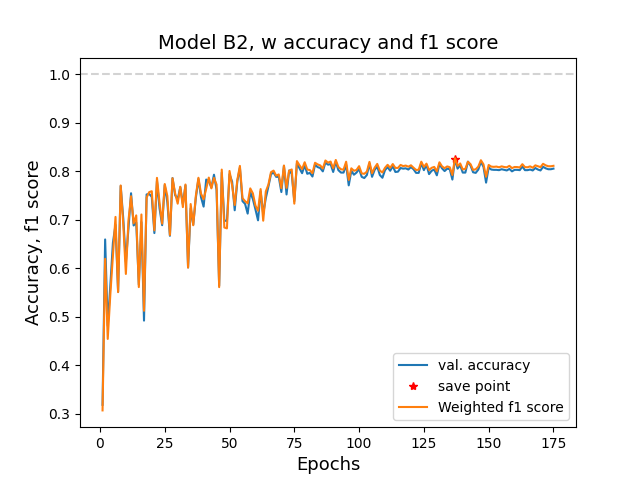 Model B2, w accuracy and f1 score
Accuracy, f1 score
1.0
0.9
0.8
0.7
0.6
0.5
0.4
0.3
val. accuracy
save point
Weighted f1 score
0 25 50 75 100 125 150 175
Epochs